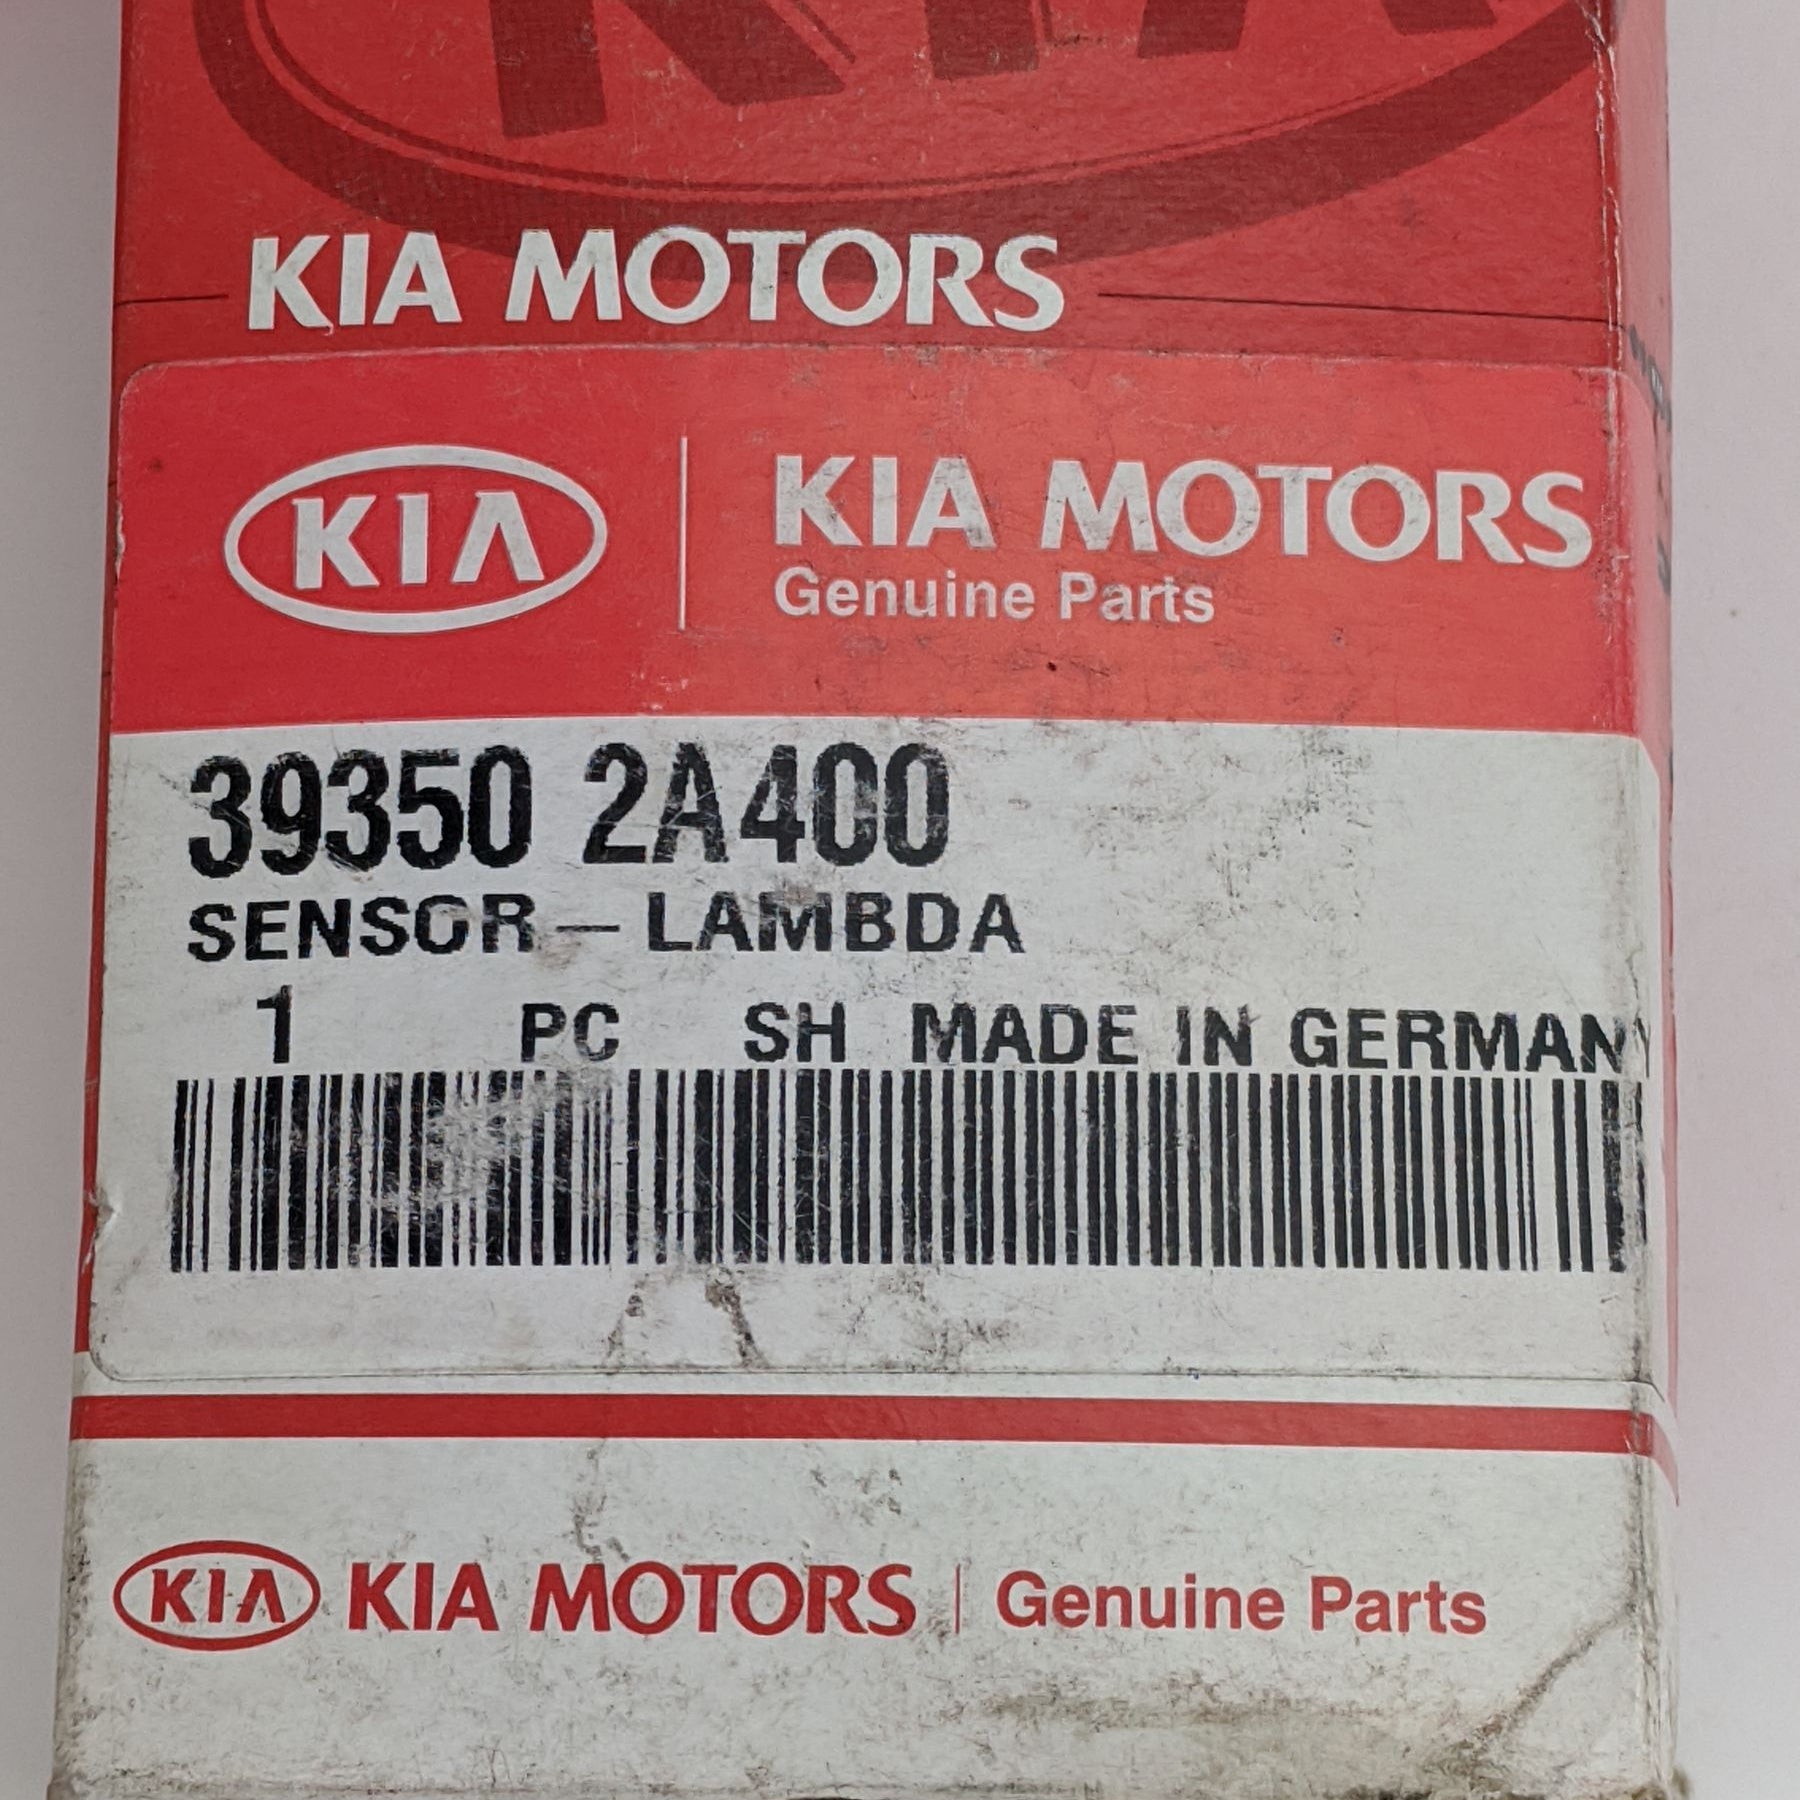 KIA MOTORS
KIA KIA MOTORS
Genuine Parts
39350 2A400
SENSOR-LAMBDA
1 PC SH MADE IN GERMANY
KIA KIA MOTORS Genuine Parts